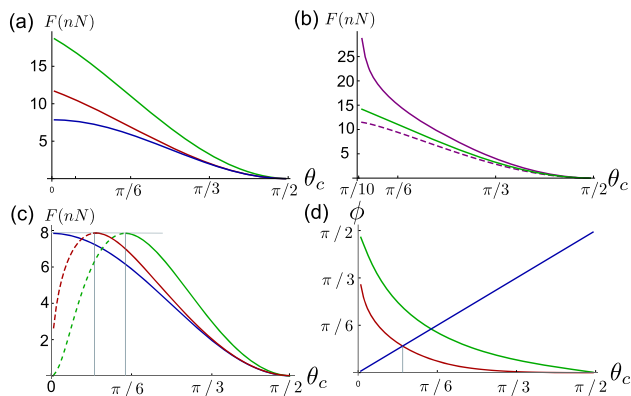 (a) F(nN)
15
10
5
0 π/6 π/3 π/2 θc
(b) F(nN)
25
20
15
10
5
π/10 π/6 π/3 π/2 θc
(c) F(nN)
8
6
4
2
0 π/6 π/3 π/2 θc
(d) ϕ
π/2
π/3
π/6
0 π/6 π/3 π/2 θc